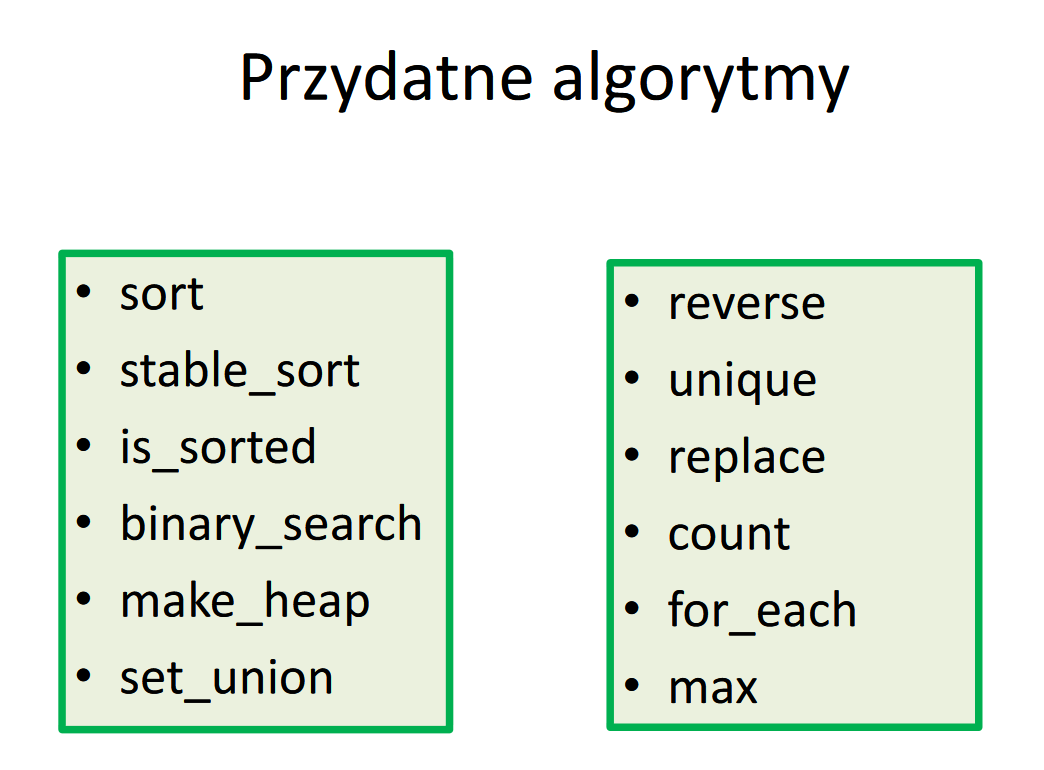 Przydatne algorytmy
• sort
• stable_sort
• is_sorted
• binary_search
• make_heap
• set_union
• reverse
• unique
• replace
• count
• for_each
• max